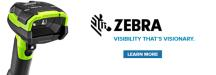 ZEBRA
VISIBILITY THAT'S VISIONARY.
LEARN MORE